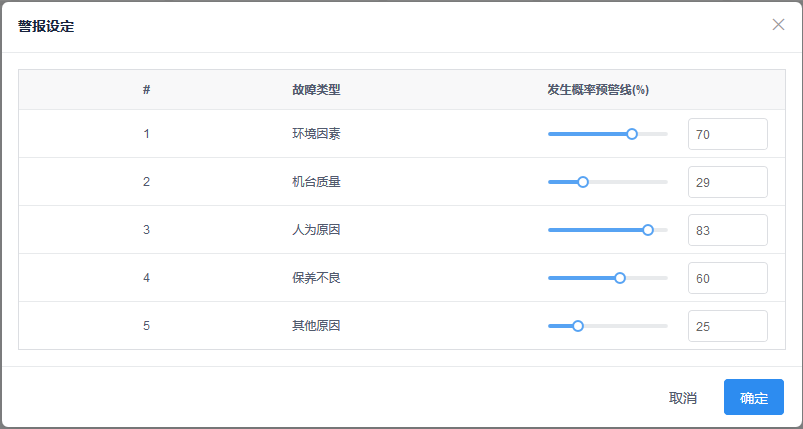 警报设定
# 故障类型 发生概率预警线(%)
1 环境因素 70
2 机台质量 29
3 人为原因 83
4 保养不良 60
5 其他原因 25
取消 确定